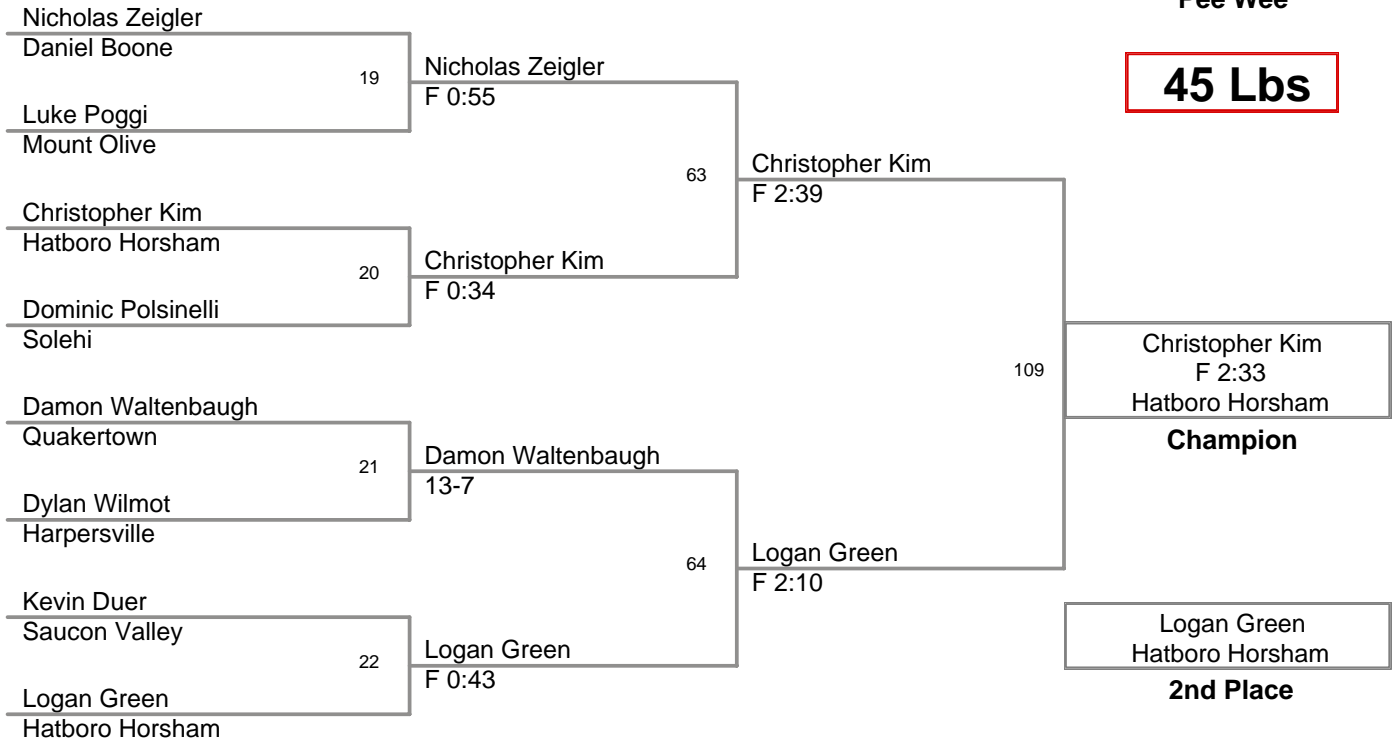 Pee Wee
45 Lbs
Nicholas Zeigler
Daniel Boone
19
Luke Poggi
Mount Olive
Nicholas Zeigler
F 0:55
Christopher Kim
Hatboro Horsham
20
Dominic Polsinelli
Solehi
Christopher Kim
F 0:34
63
Christopher Kim
F 2:39
Damon Waltenbaugh
Quakertown
21
Dylan Wilmot
Harpersville
Damon Waltenbaugh
13-7
Kevin Duer
Saucon Valley
22
Logan Green
Hatboro Horsham
Logan Green
F 0:43
64
Logan Green
F 2:10
109
Christopher Kim
F 2:33
Hatboro Horsham
Champion
Logan Green
Hatboro Horsham
2nd Place